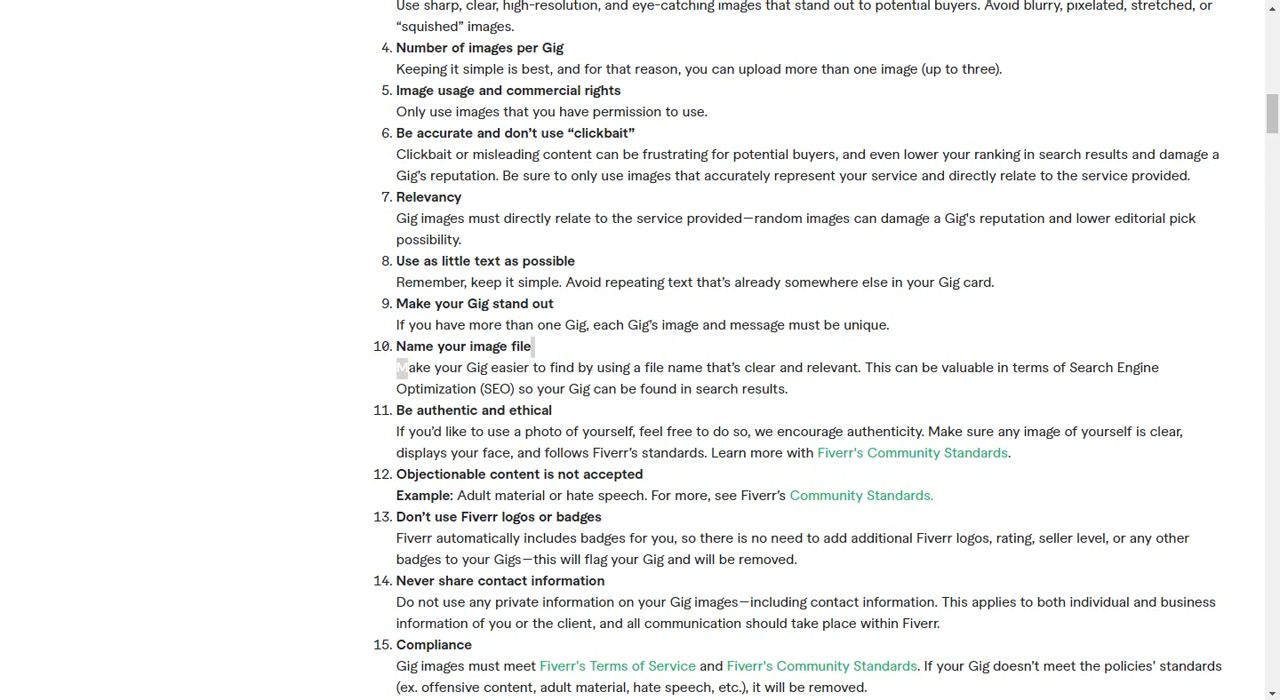 Use sharp, clear, high-resolution, and eye-catching images that stand out to potential buyers. Avoid blurry, pixelated, stretched, or
“squished” images.
4. Number of images per Gig
Keeping it simple is best, and for that reason, you can upload more than one image (up to three).
5. Image usage and commercial rights
Only use images that you have permission to use.
6. Be accurate and don’t use “clickbait”
Clickbait or misleading content can be frustrating for potential buyers, and even lower your ranking in search results and damage a
Gig’s reputation. Be sure to only use images that accurately represent your service and directly relate to the service provided.
7. Relevancy
Gig images must directly relate to the service provided—random images can damage a Gig's reputation and lower editorial pick
possibility.
8. Use as little text as possible
Remember, keep it simple. Avoid repeating text that’s already somewhere else in your Gig card.
9. Make your Gig stand out
If you have more than one Gig, each Gig’s image and message must be unique.
10. Name your image file
Make your Gig easier to find by using a file name that’s clear and relevant. This can be valuable in terms of Search Engine
Optimization (SEO) so your Gig can be found in search results.
11. Be authentic and ethical
If you’d like to use a photo of yourself, feel free to do so, we encourage authenticity. Make sure any image of yourself is clear,
displays your face, and follows Fiverr’s standards. Learn more with Fiverr's Community Standards.
12. Objectionable content is not accepted
Example: Adult material or hate speech. For more, see Fiverr’s Community Standards.
13. Don’t use Fiverr logos or badges
Fiverr automatically includes badges for you, so there is no need to add additional Fiverr logos, rating, seller level, or any other
badges to your Gigs—this will flag your Gig and will be removed.
14. Never share contact information
Do not use any private information on your Gig images—including contact information. This applies to both individual and business
information of you or the client, and all communication should take place within Fiverr.
15. Compliance
Gig images must meet Fiverr's Terms of Service and Fiverr's Community Standards. If your Gig doesn’t meet the policies’ standards
(ex. offensive content, adult material, hate speech, etc.), it will be removed.